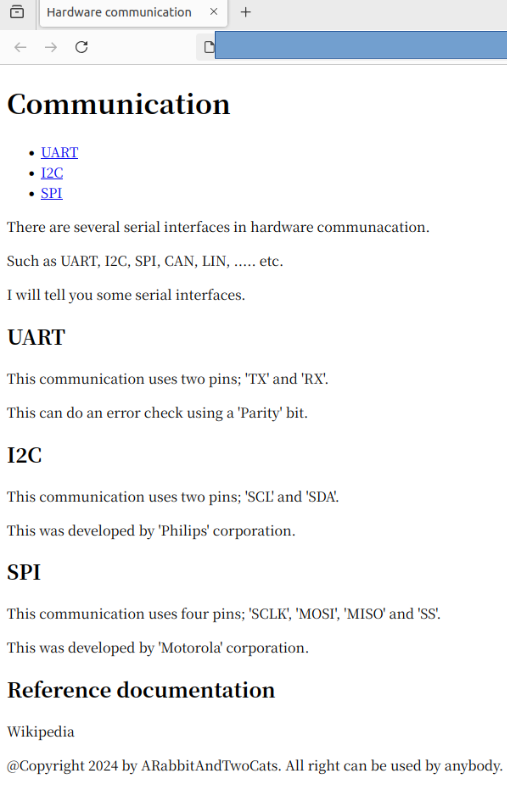 Hardware communication
Communication
UART
I2C
SPI
There are several serial interfaces in hardware communacation.
Such as UART, I2C, SPI, CAN, LIN, ..... etc.
I will tell you some serial interfaces.
UART
This communication uses two pins; 'TX' and 'RX'.
This can do an error check using a 'Parity' bit.
I2C
This communication uses two pins; 'SCL' and 'SDA'.
This was developed by 'Philips' corporation.
SPI
This communication uses four pins; 'SCLK', 'MOSI', 'MISO' and 'SS'.
This was developed by 'Motorola' corporation.
Reference documentation
Wikipedia
@Copyright 2024 by ARabbitAndTwoCats. All right can be used by anybody.